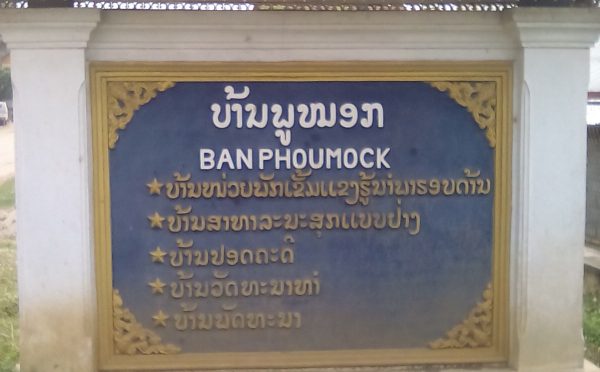 ບ້ານພູໝອກ
BAN PHOUMOCK
★ບ້ານໜ່ວຍພັກເຂັ້ມແຂງຮູ້ນຳພາຮອບດ້ານ
★ບ້ານສາທາລະນະສຸກແບບຢ່າງ
★ບ້ານປອດຄະດີ
★ບ້ານວັດທະນາທຳ
★ບ້ານພັດທະນາ